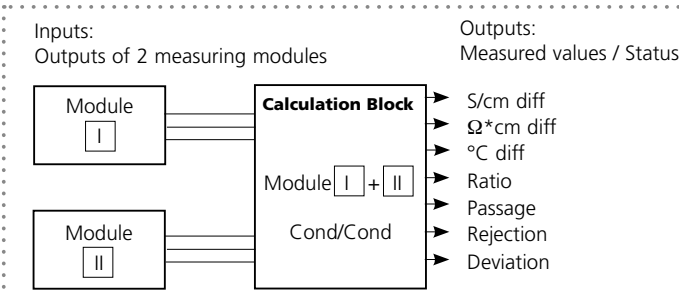 Inputs:
Outputs of 2 measuring modules
Outputs:
Measured values / Status
Module
I
Module
II
Calculation Block
Module I + II
Cond/Cond
S/cm diff
Ω*cm diff
°C diff
Ratio
Passage
Rejection
Deviation